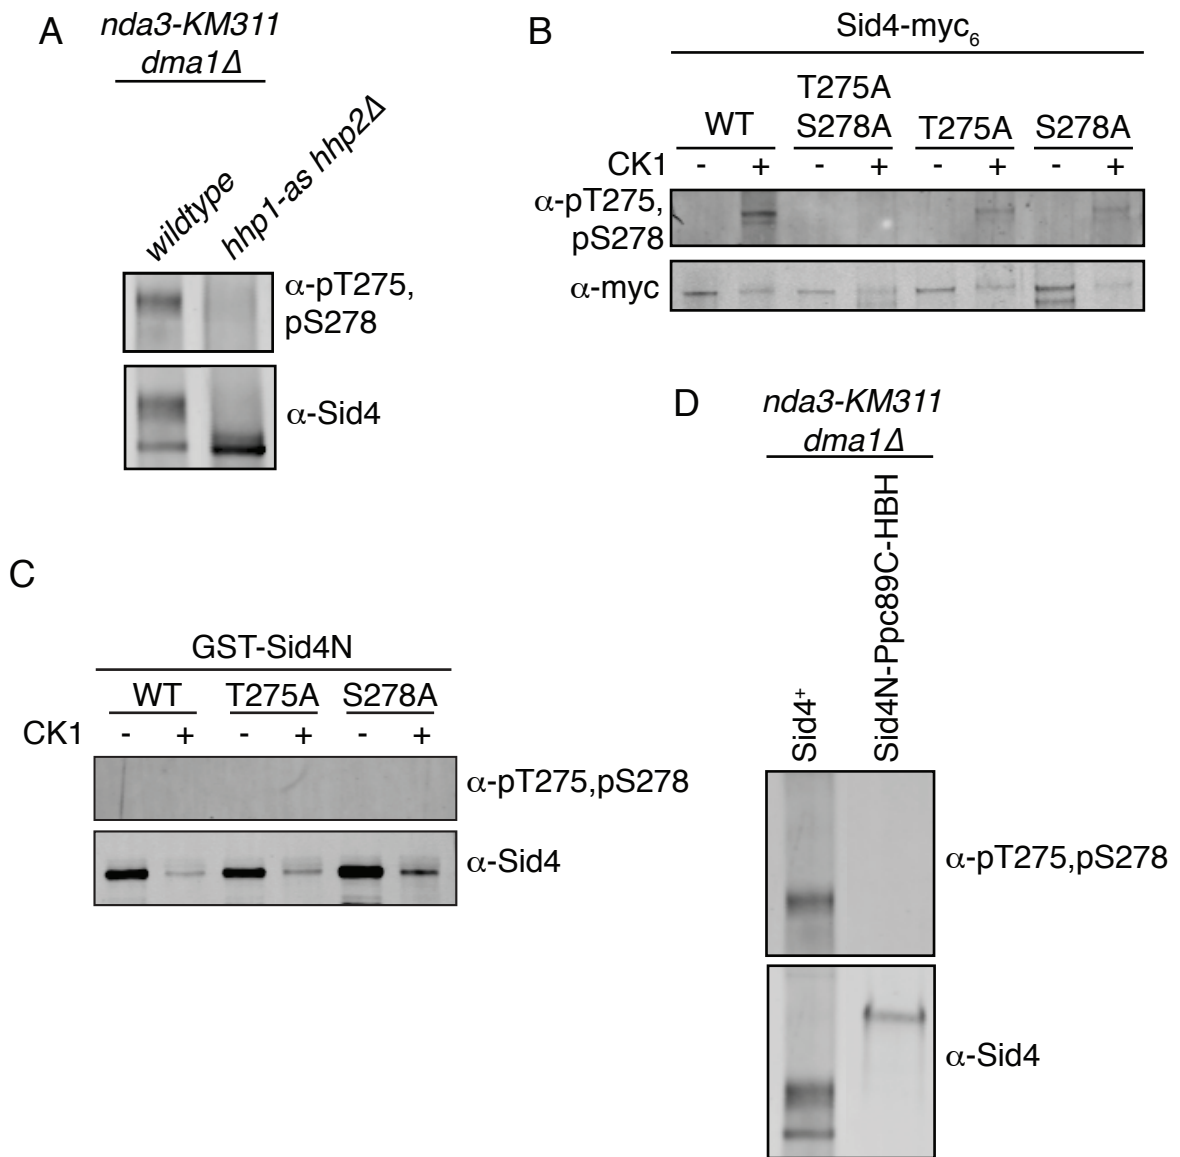 A
nda3-KM311
dma1Δ
wildtype
hhp1-as hhp2Δ
α-pT275,
pS278
α-Sid4
B
Sid4-myc6
T275A
WT S278A T275A S278A
CK1 - + - + - + - +
α-pT275,
pS278
α-myc
C
GST-Sid4N
WT T275A S278A
CK1 - + - + - +
α-pT275,pS278
α-Sid4
D
nda3-KM311
dma1Δ
Sid4+
Sid4N-Ppc89C-HBH
α-pT275,pS278
α-Sid4